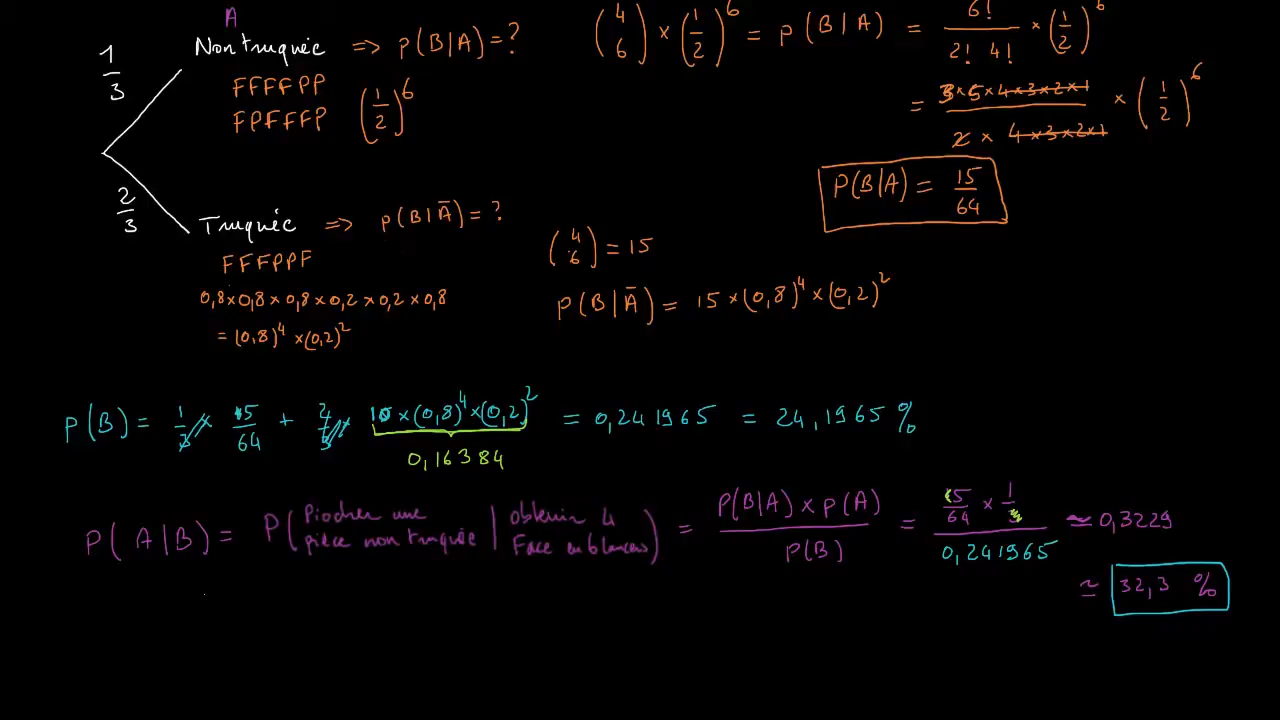 A
1/3 Non truquée => p(B|A) = ?
FFFFPP
FPFFFP (1/2)^6
(4 6) × (1/2)^6 = p(B|A) = 6!/(2! 4!) × (1/2)^6
= 3×5×4×3×2×1 / (2 × 4×3×2×1) × (1/2)^6
P(B|A) = 15/64
2/3 Truquée => p(B|Ā) = ?
FFFPPF
0,8×0,8×0,8×0,2×0,2×0,8
= (0,8)^4 ×(0,2)^2
(4 6) = 15
P(B|Ā) = 15×(0,8)^4×(0,2)^2
P(B) = 1/3 × 15/64 + 2/3 × (0,8)^4×(0,2)^2 = 0,241965 = 24,1965 %
0,16384
P(A|B) = P(Piocher une pièce non truquée | obtenir 4 Face en 6 lancers) = P(B|A)×P(A) / P(B) = 15/64 × 1/3 / 0,241965 ≈ 0,3229
≈ 32,3 %